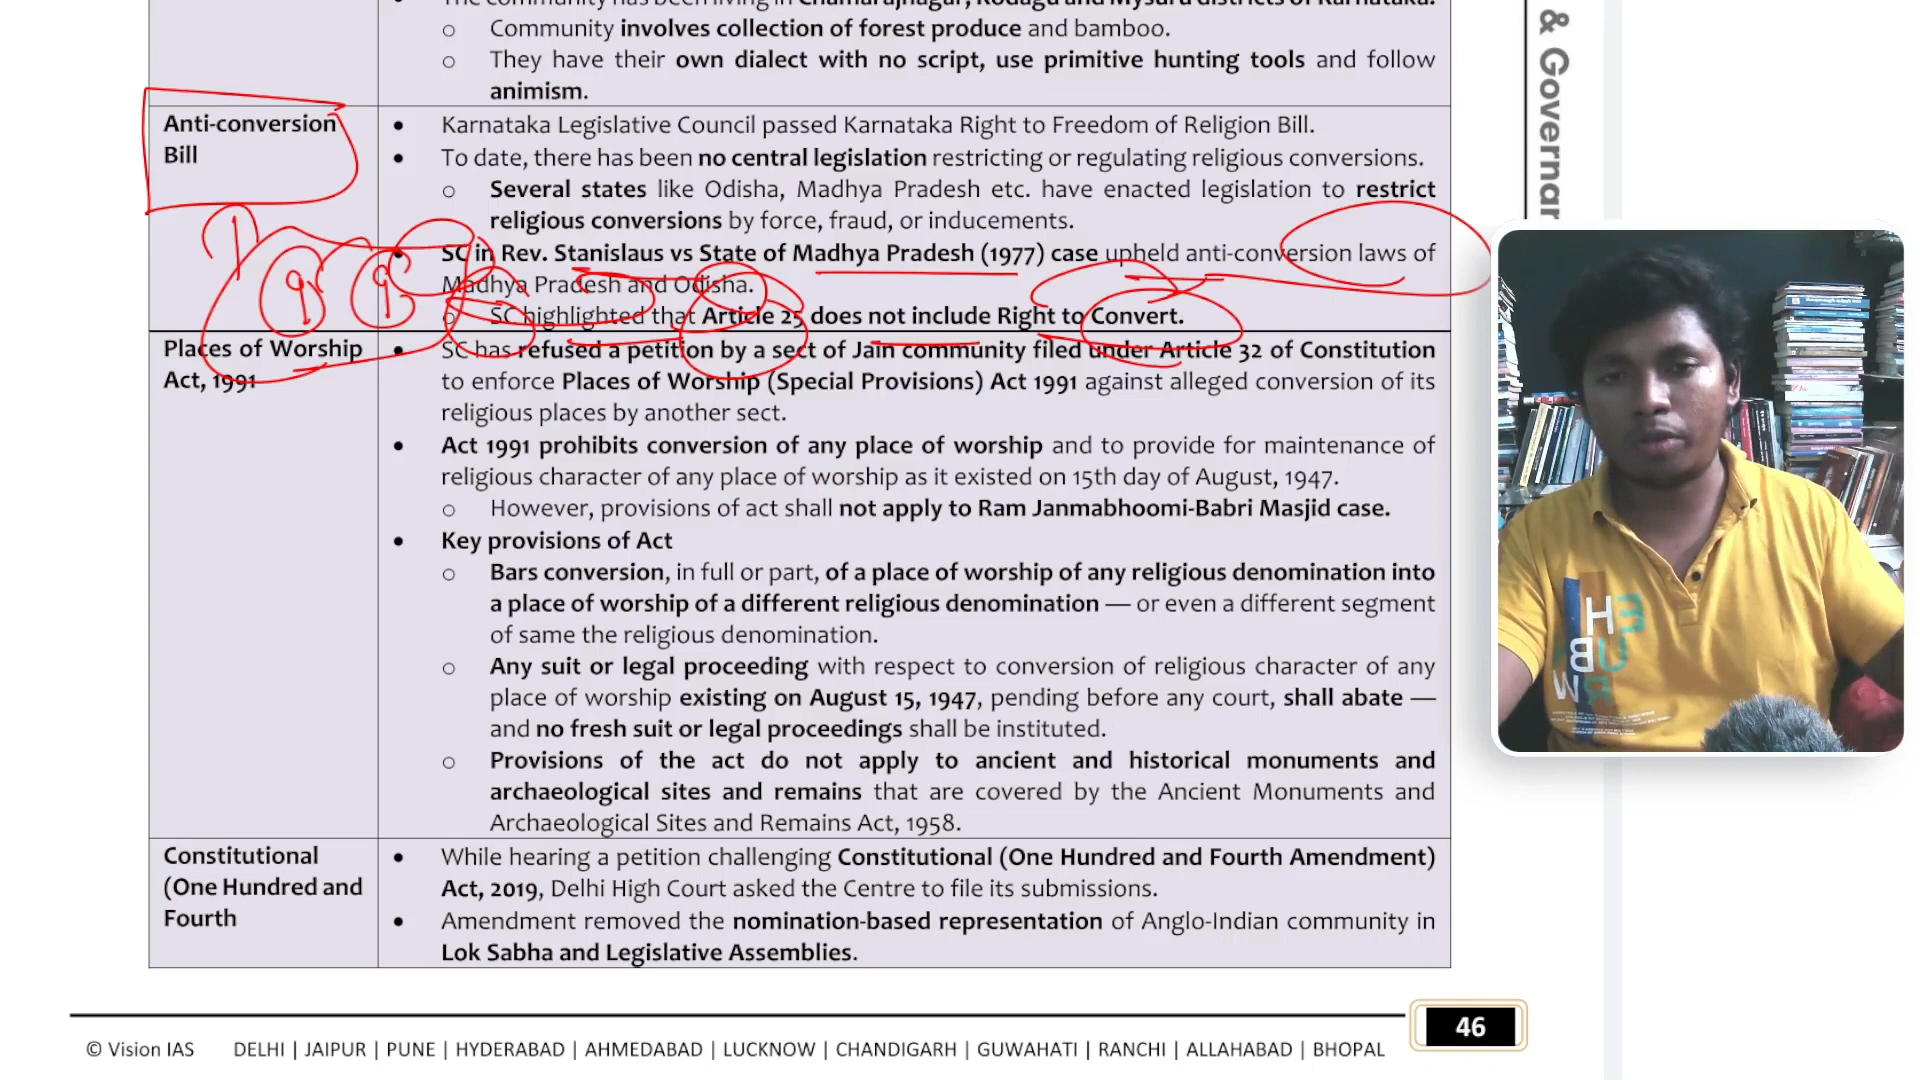 The community has been living in Chamarajnagar, Kodagu and Mysuru districts of Karnataka.
o Community involves collection of forest produce and bamboo.
o They have their own dialect with no script, use primitive hunting tools and follow
animism.
Anti-conversion
Bill
• Karnataka Legislative Council passed Karnataka Right to Freedom of Religion Bill.
• To date, there has been no central legislation restricting or regulating religious conversions.
o Several states like Odisha, Madhya Pradesh etc. have enacted legislation to restrict
religious conversions by force, fraud, or inducements.
• SC in Rev. Stanislaus vs State of Madhya Pradesh (1977) case upheld anti-conversion laws of
Madhya Pradesh and Odisha.
o SC highlighted that Article 25 does not include Right to Convert.
Places of Worship
Act, 1991
• SC has refused a petition by a sect of Jain community filed under Article 32 of Constitution
to enforce Places of Worship (Special Provisions) Act 1991 against alleged conversion of its
religious places by another sect.
• Act 1991 prohibits conversion of any place of worship and to provide for maintenance of
religious character of any place of worship as it existed on 15th day of August, 1947.
o However, provisions of act shall not apply to Ram Janmabhoomi-Babri Masjid case.
• Key provisions of Act
o Bars conversion, in full or part, of a place of worship of any religious denomination into
a place of worship of a different religious denomination — or even a different segment
of same the religious denomination.
o Any suit or legal proceeding with respect to conversion of religious character of any
place of worship existing on August 15, 1947, pending before any court, shall abate —
and no fresh suit or legal proceedings shall be instituted.
o Provisions of the act do not apply to ancient and historical monuments and
archaeological sites and remains that are covered by the Ancient Monuments and
Archaeological Sites and Remains Act, 1958.
Constitutional
(One Hundred and
Fourth
• While hearing a petition challenging Constitutional (One Hundred and Fourth Amendment)
Act, 2019, Delhi High Court asked the Centre to file its submissions.
• Amendment removed the nomination-based representation of Anglo-Indian community in
Lok Sabha and Legislative Assemblies.
46
© Vision IAS DELHI | JAIPUR | PUNE | HYDERABAD | AHMEDABAD | LUCKNOW | CHANDIGARH | GUWAHATI | RANCHI | ALLAHABAD | BHOPAL